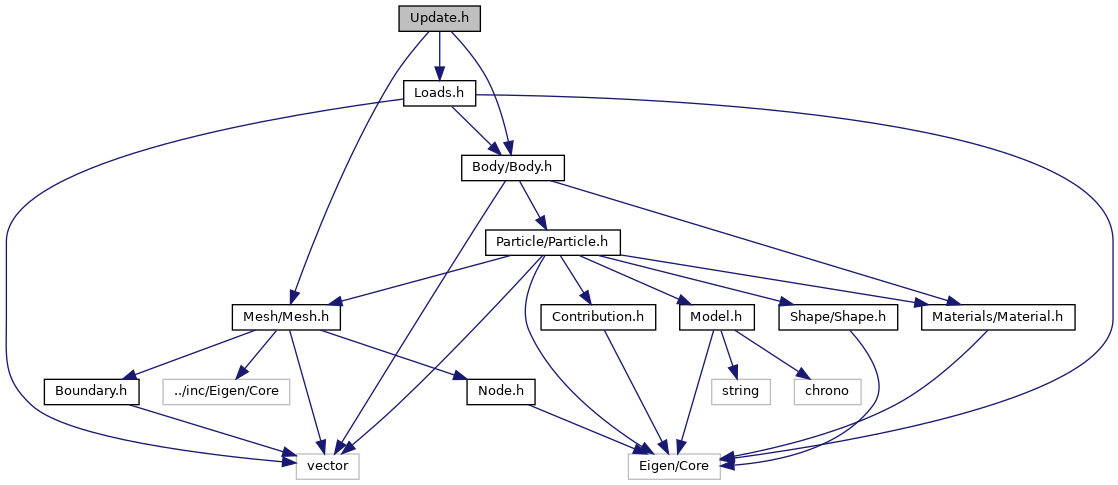 Update.h
Loads.h
Body/Body.h
Particle/Particle.h
Mesh/Mesh.h
Contribution.h
Model.h
Shape/Shape.h
Materials/Material.h
Boundary.h
../inc/Eigen/Core
Node.h
string
chrono
vector
Eigen/Core